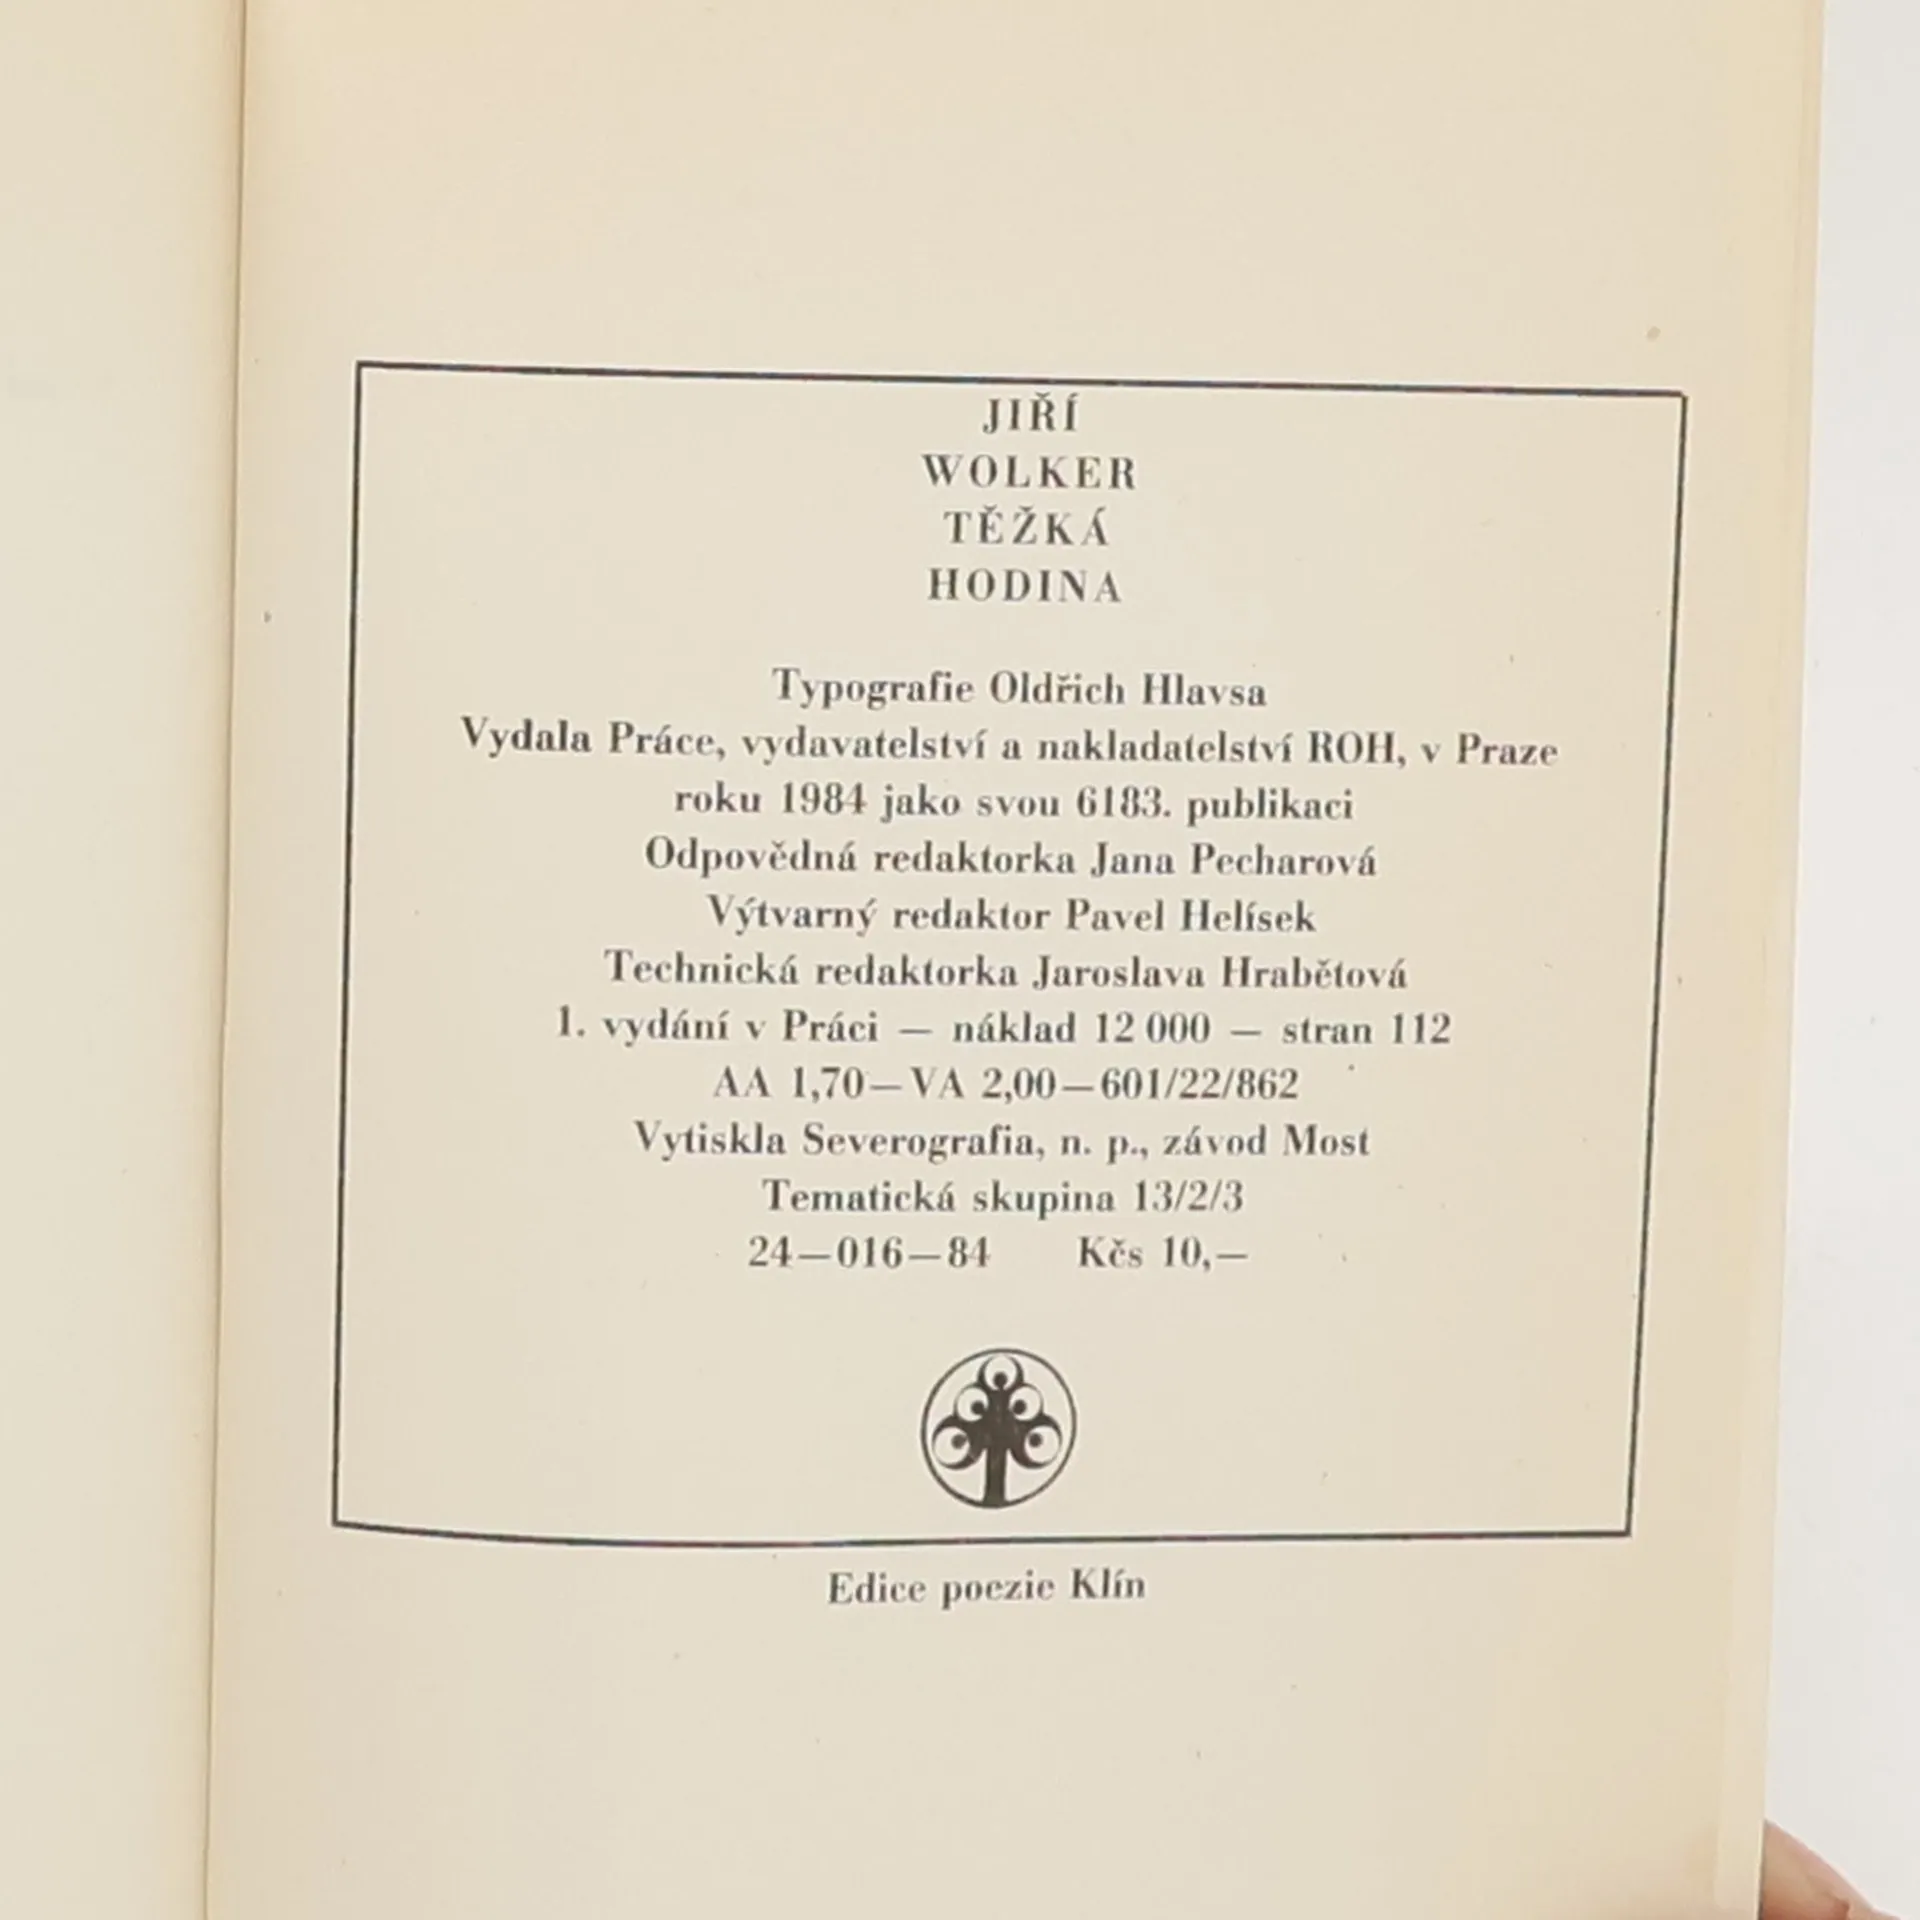 JIŘÍ
WOLKER
TĚŽKÁ
HODINA
Typografie Oldřich Hlavsa
Vydala Práce, vydavatelství a nakladatelství ROH, v Praze
roku 1984 jako svou 6183. publikaci
Odpovědná redaktorka Jana Pecharová
Výtvarný redaktor Pavel Helísek
Technická redaktorka Jaroslava Hrabětová
1. vydání v Práci — náklad 12 000 — stran 112
AA 1,70—VA 2,00—601/22/862
Vytiskla Severografia, n. p., závod Most
Tematická skupina 13/2/3
24—016—84 Kčs 10,—
Edice poezie Klín